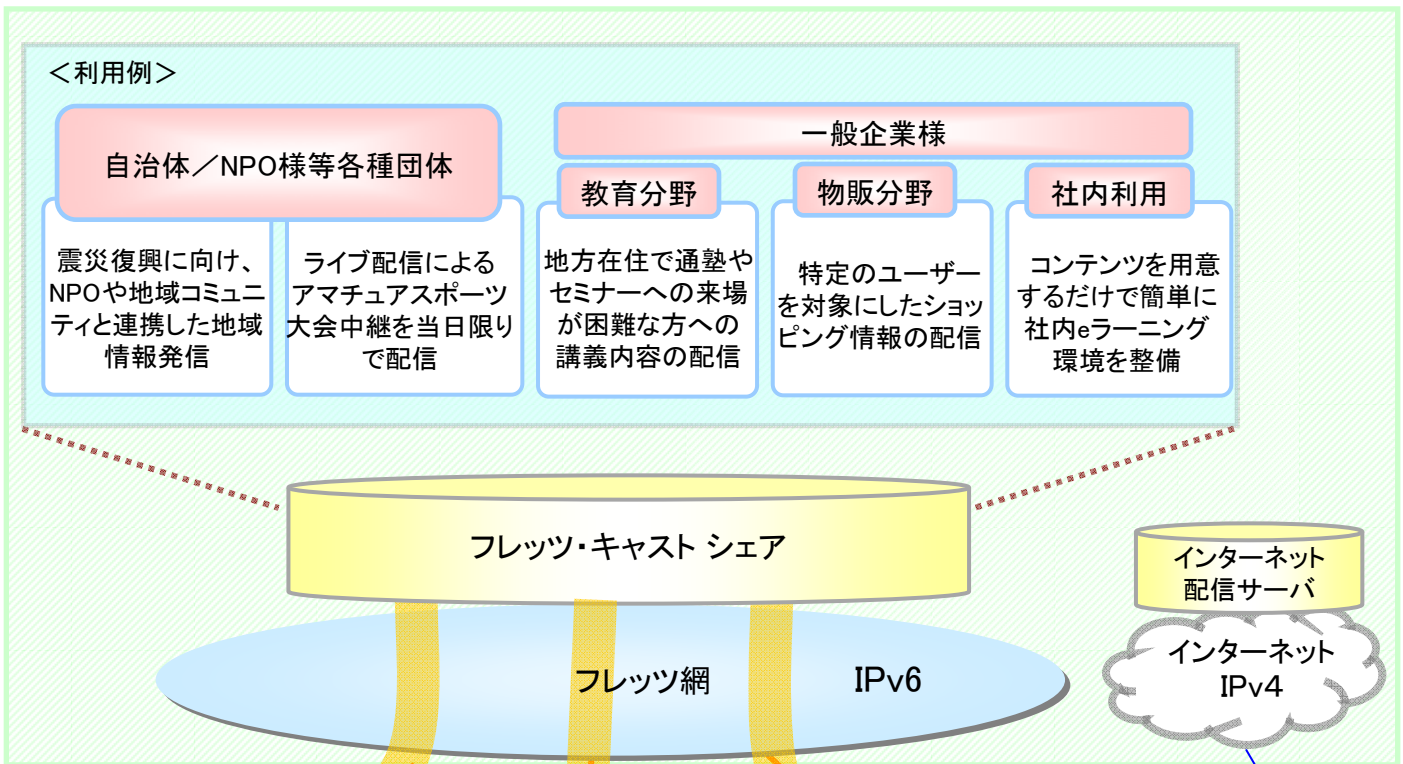 ＜利用例＞
自治体／NPO様等各種団体
震災復興に向け、
NPOや地域コミュニ
ティと連携した地域
情報発信
ライブ配信による
アマチュアスポーツ
大会中継を当日限り
で配信
一般企業様
教育分野
地方在住で通塾や
セミナーへの来場
が困難な方への
講義内容の配信
物販分野
特定のユーザー
を対象にしたショッ
ピング情報の配信
社内利用
コンテンツを用意
するだけで簡単に
社内eラーニング
環境を整備
フレッツ・キャスト シェア
フレッツ網
IPv6
インターネット
配信サーバ
インターネット
IPv4